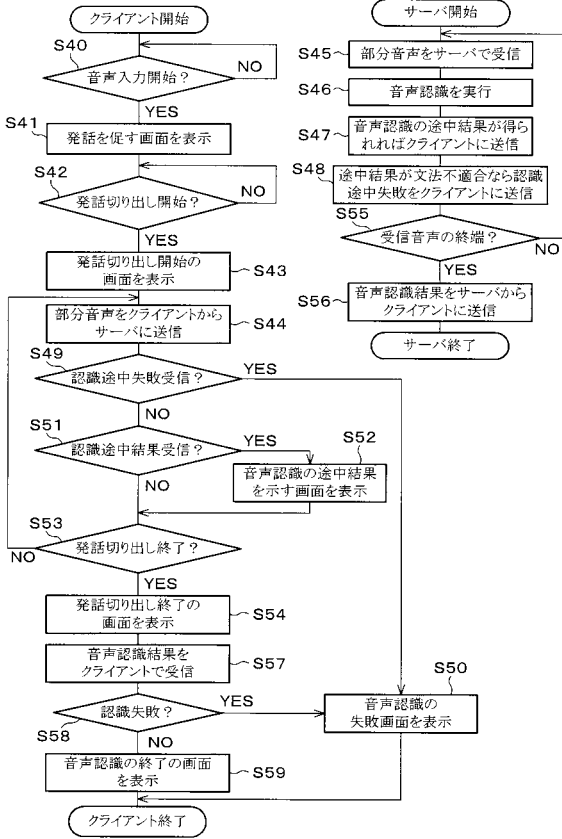 クライアント開始
S40
音声入力開始？
NO
YES
S41
発話を促す画面を表示
S42
発話切り出し開始？
NO
YES
発話切り出し開始の
画面を表示
S43
部分音声をクライアントから
サーバに送信
S44
S49
認識途中失敗受信？
YES
NO
S51
認識途中結果受信？
YES
NO
S52
音声認識の途中結果
を示す画面を表示
S53
発話切り出し終了？
NO
YES
発話切り出し終了の
画面を表示
S54
音声認識結果を
クライアントで受信
S57
認識失敗？
YES
S58
NO
S50
音声認識の
失敗画面を表示
音声認識の終了の画面
を表示
S59
クライアント終了
サーバ開始
S45
部分音声をサーバで受信
S46
音声認識を実行
S47
音声認識の途中結果が得ら
れればクライアントに送信
S48
途中結果が文法不適合なら認識
途中失敗をクライアントに送信
S55
受信音声の終端？
NO
YES
S56
音声認識結果をサーバから
クライアントに送信
サーバ終了